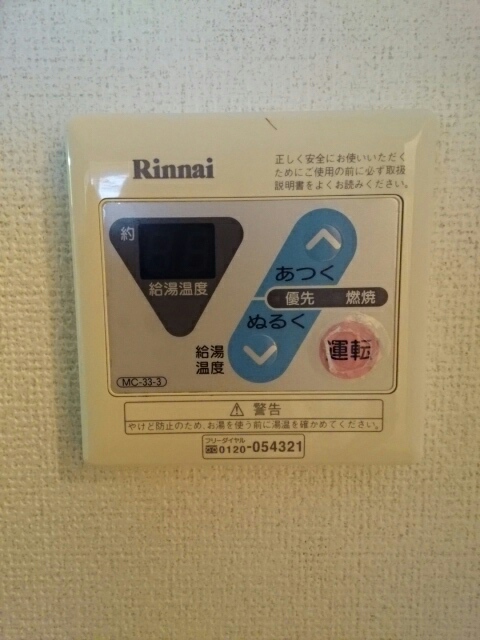 Rinnai
正しく安全にお使いいただく
ためにご使用の前に必ず取扱
説明書をよくお読みください。
約
給湯温度
あつく
優先 燃焼
ぬるく
給湯
温度
運転
MC-33-3
⚠ 警告
やけど防止のため、お湯を使う前に湯温を確かめてください。
フリーダイヤル
0120-054321